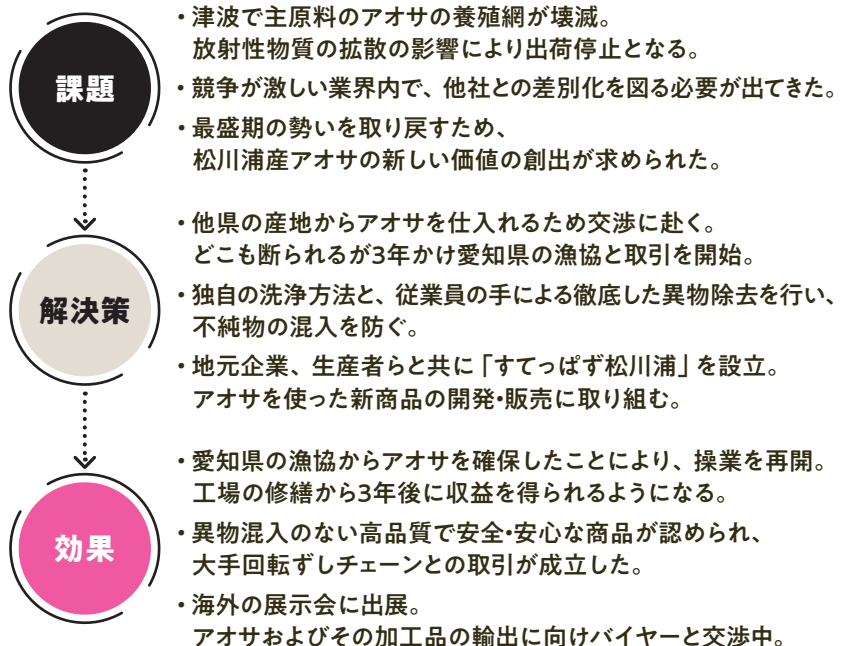 課題
・津波で主原料のアオサの養殖網が壊滅。
放射性物質の拡散の影響により出荷停止となる。
・競争が激しい業界内で、他社との差別化を図る必要が出てきた。
・最盛期の勢いを取り戻すため、
松川浦産アオサの新しい価値の創出が求められた。
解決策
・他県の産地からアオサを仕入れるため交渉に赴く。
どこも断られるが3年かけ愛知県の漁協と取引を開始。
・独自の洗浄方法と、従業員の手による徹底した異物除去を行い、
不純物の混入を防ぐ。
・地元企業、生産者らと共に「すてっぱず松川浦」を設立。
アオサを使った新商品の開発・販売に取り組む。
効果
・愛知県の漁協からアオサを確保したことにより、操業を再開。
工場の修繕から3年後に収益を得られるようになる。
・異物混入のない高品質で安全・安心な商品が認められ、
大手回転ずしチェーンとの取引が成立した。
・海外の展示会に出展。
アオサおよびその加工品の輸出に向けバイヤーと交渉中。